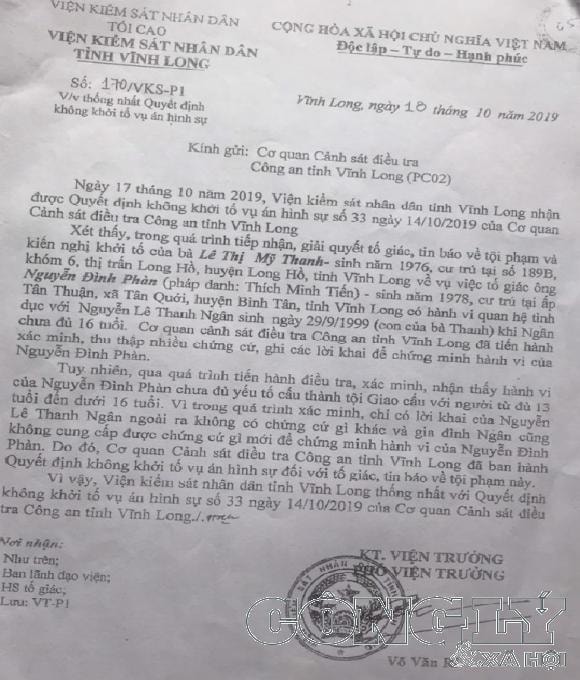 VIỆN KIỂM SÁT NHÂN DÂN
TỐI CAO
VIỆN KIỂM SÁT NHÂN DÂN
TỈNH VĨNH LONG
Số: 170/VKS-P1
V/v thống nhất Quyết định
không khởi tố vụ án hình sự
CỘNG HÒA XÃ HỘI CHỦ NGHĨA VIỆT NAM
Độc lập – Tự do – Hạnh phúc
Vĩnh Long, ngày 18 tháng 10 năm 2019
Kính gửi: Cơ quan Cảnh sát điều tra
Công an tỉnh Vĩnh Long (PC02)
Ngày 17 tháng 10 năm 2019, Viện kiểm sát nhân dân tỉnh Vĩnh Long nhận
được Quyết định không khởi tố vụ án hình sự số 33 ngày 14/10/2019 của Cơ quan
Cảnh sát điều tra Công an tỉnh Vĩnh Long
Xét thấy, trong quá trình tiếp nhận, giải quyết tố giác, tin báo về tội phạm và
kiến nghị khởi tố của bà Lê Thị Mỹ Thanh- sinh năm 1976, cư trú tại số 189B,
khóm 6, thị trấn Long Hồ, huyện Long Hồ, tỉnh Vĩnh Long về vụ việc tố giác ông
Nguyễn Đình Phàn (pháp danh: Thích Minh Tiến) - sinh năm 1978, cư trú tại ấp
Tân Thuận, xã Tân Quới, huyện Bình Tân, tỉnh Vĩnh Long có hành vi quan hệ tình
dục với Nguyễn Lê Thanh Ngân sinh ngày 29/9/1999 (con của bà Thanh) khi Ngân
chưa đủ 16 tuổi. Cơ quan cảnh sát điều tra Công an tỉnh Vĩnh Long đã tiến hành
xác minh, thu thập nhiều chứng cứ, ghi các lời khai để chứng minh hành vi của
Nguyễn Đình Phàn.
Tuy nhiên, qua quá trình tiến hành điều tra, xác minh, nhận thấy hành vi
của Nguyễn Đình Phàn chưa đủ yếu tố cấu thành tội Giao cấu với người từ đủ 13
tuổi đến dưới 16 tuổi. Vì trong quá trình xác minh, chỉ có lời khai của Nguyễn
Lê Thanh Ngân ngoài ra không có chứng cứ gì khác và gia đình Ngân cũng
không cung cấp được chứng cứ gì mới để chứng minh hành vi của Nguyễn Đình
Phàn. Do đó, Cơ quan Cảnh sát điều tra Công an tỉnh Vĩnh Long đã ban hành
Quyết định không khởi tố vụ án hình sự đối với tố giác, tin báo về tội phạm này.
Vì vậy, Viện kiểm sát nhân dân tỉnh Vĩnh Long thống nhất với Quyết định
không khởi tố vụ án hình sự số 33 ngày 14/10/2019 của Cơ quan Cảnh sát điều
tra Công an tỉnh Vĩnh Long./.
Nơi nhận:
Như trên;
Ban lãnh đạo viện;
HS tố giác;
Lưu: VT-P1
KT. VIỆN TRƯỞNG
PHÓ VIỆN TRƯỞNG
Võ Văn
CÔNG LÝ
& XÃ HỘI